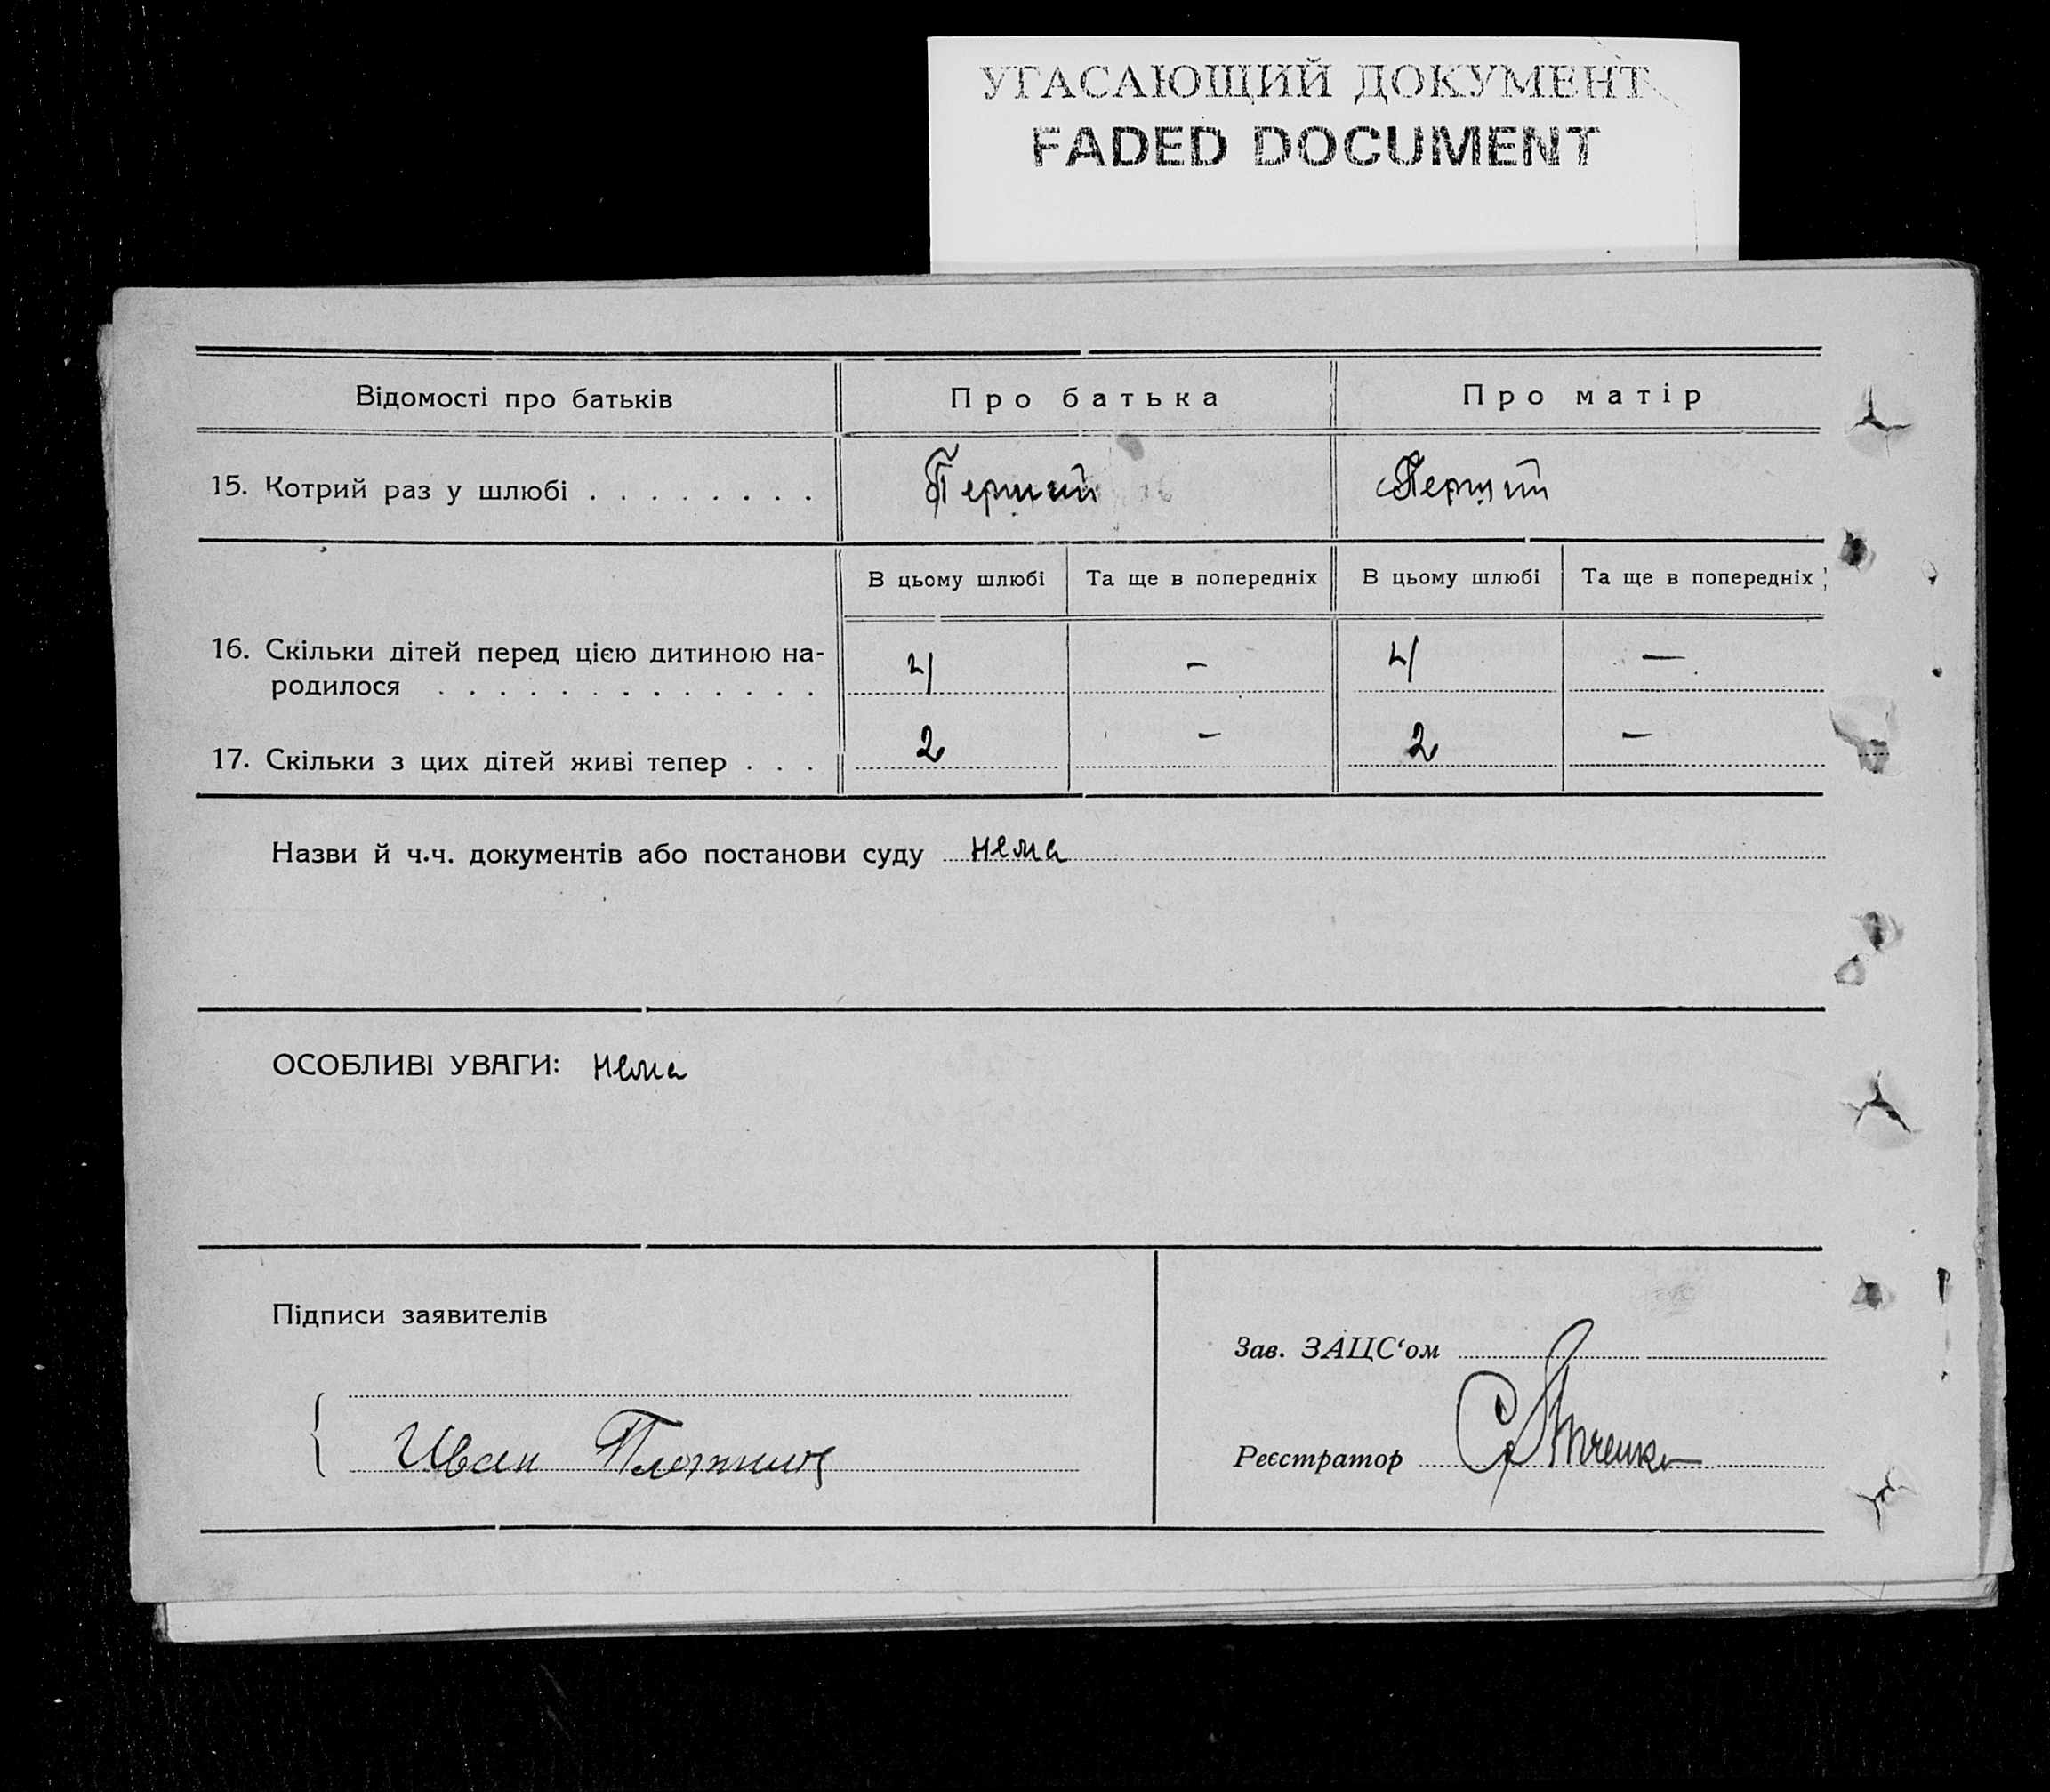 УГАСАЮЩИЙ ДОКУМЕНТ
FADED DOCUMENT
Відомості про батьків Про батька Про матір
15. Котрий раз у шлюбі . . . . . . . . Перший Перший
В цьому шлюбі Та ще в попередніх В цьому шлюбі Та ще в попередніх
16. Скільки дітей перед цією дитиною на-
родилося . . . . . . . . . . . . . 4 – 4 —
17. Скільки з цих дітей живі тепер . . . 2 – 2 –
Назви й ч.ч. документів або постанови суду нема
ОСОБЛИВІ УВАГИ: нема
Підписи заявителів
Зав. ЗАЦС‘ом
Иван
Реєстратор